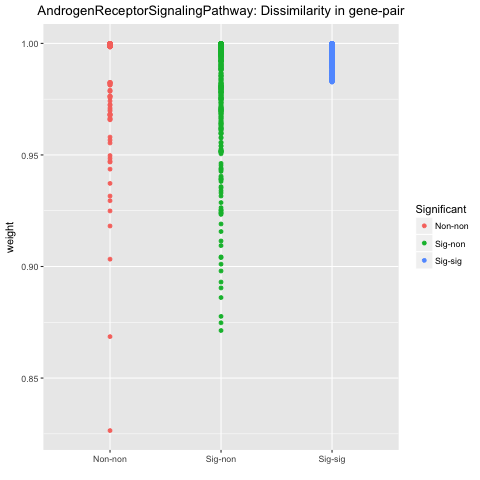 AndrogenReceptorSignalingPathway: Dissimilarity in gene-pair
1.00
0.95
0.90
0.85
weight
Non-non
Sig-non
Sig-sig
Significant
Non-non
Sig-non
Sig-sig